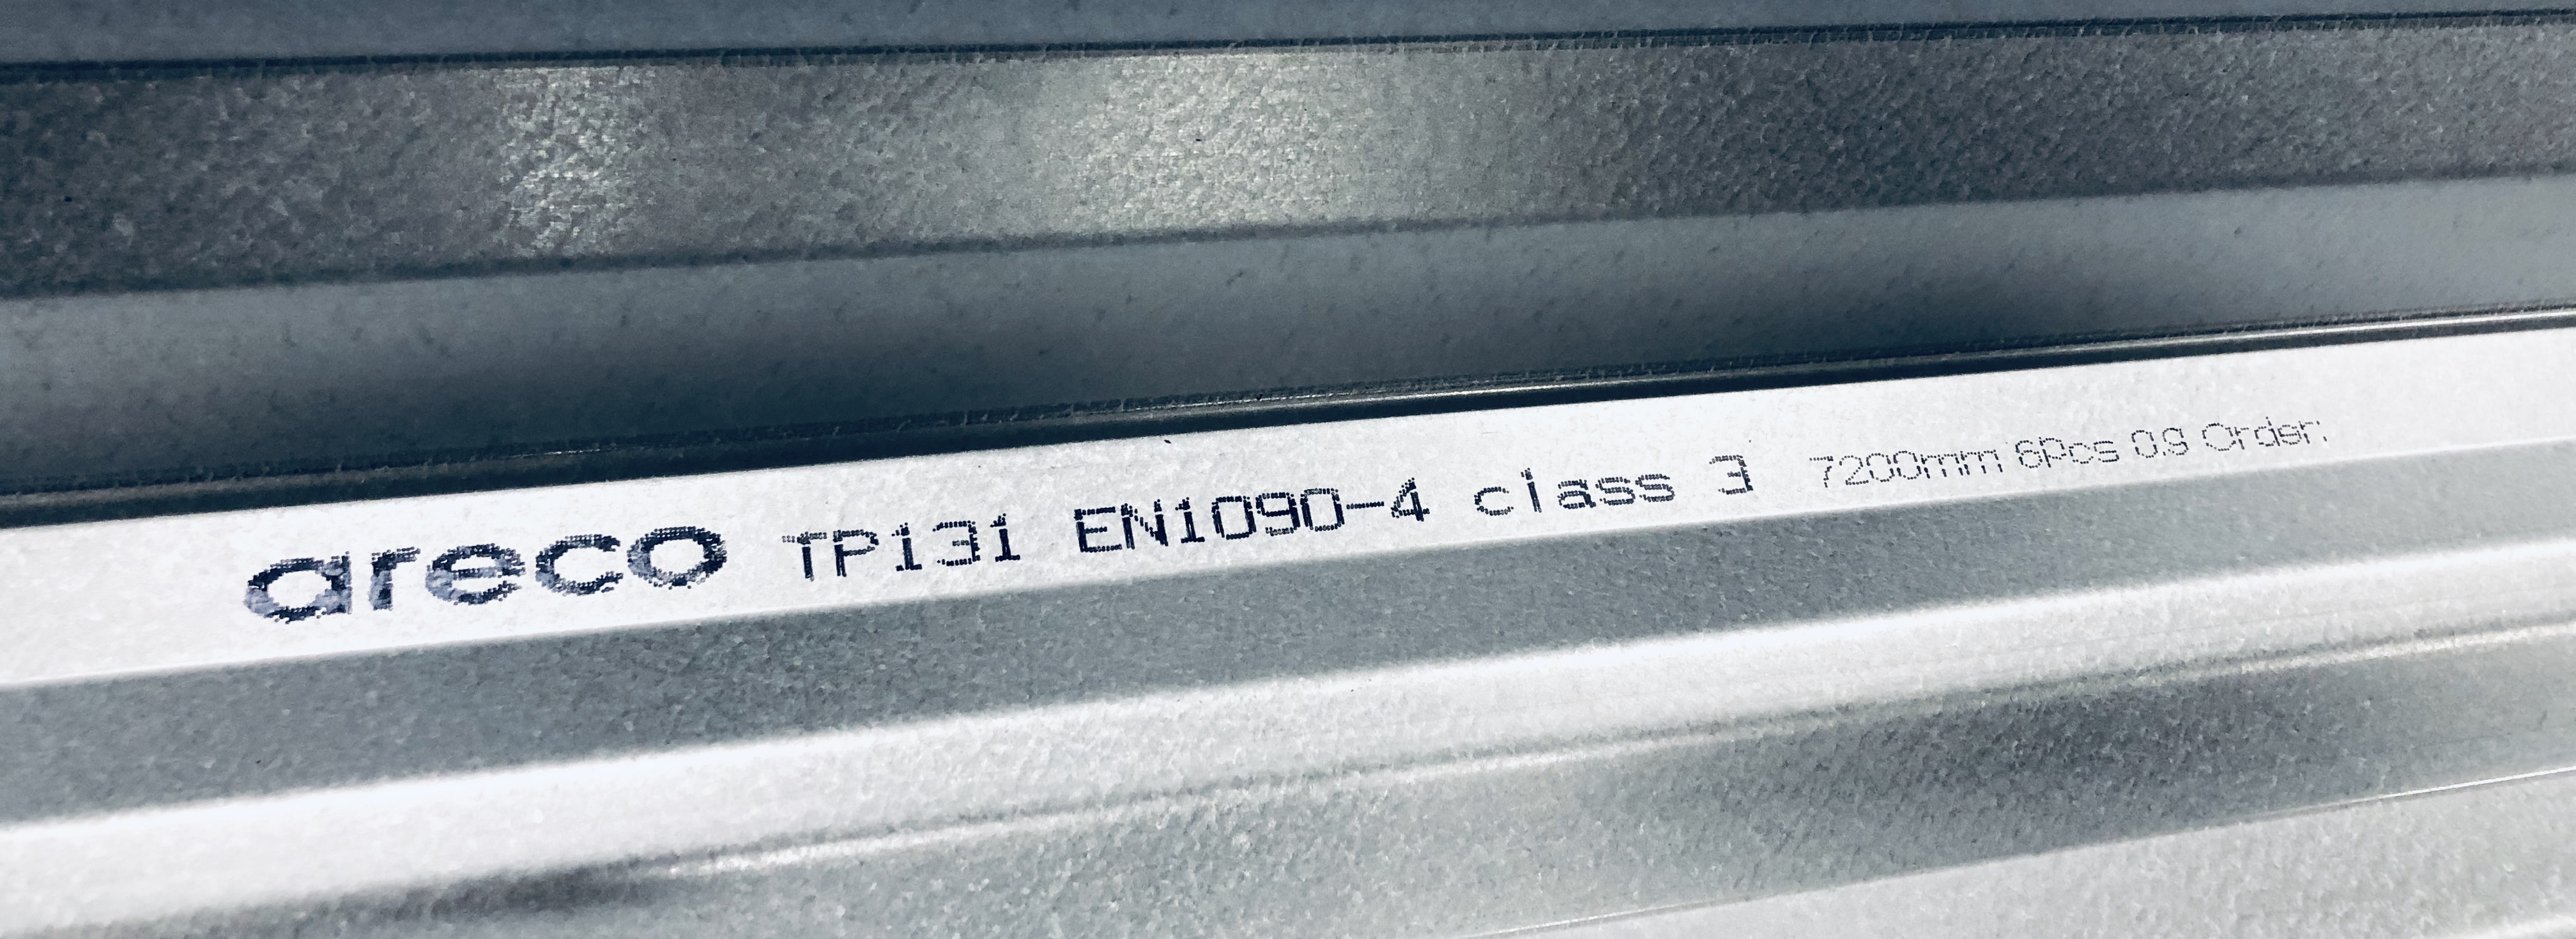 areco TP131 EN1090-4 class 3 7200mm 6Pcs 0.9 Order: